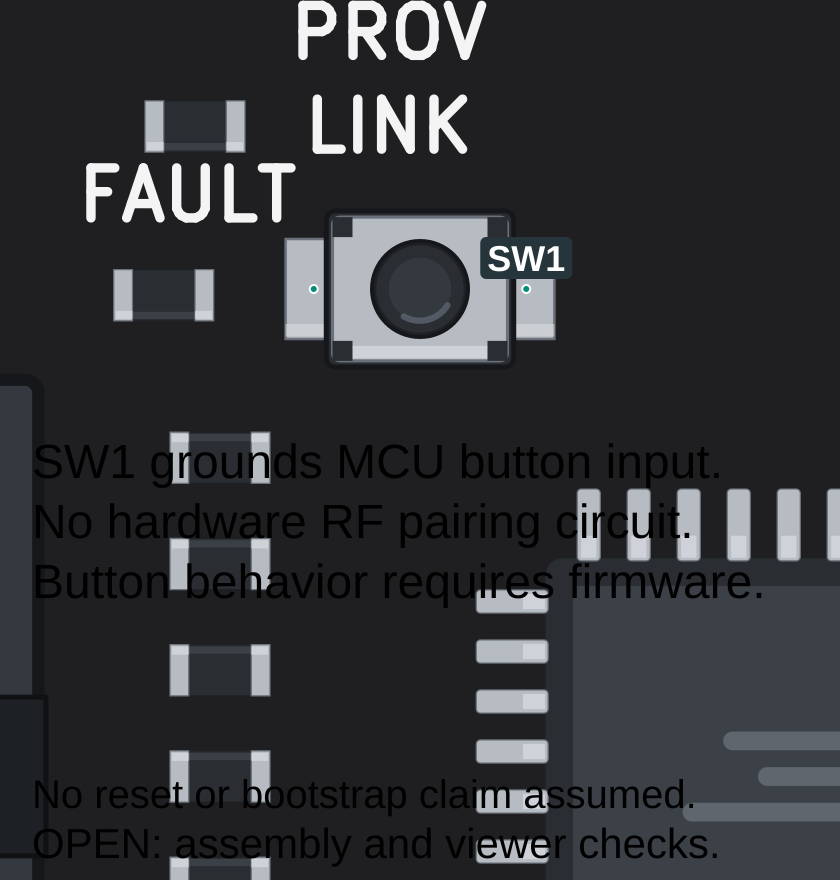 PROV
LINK
FAULT
SW1
SW1 grounds MCU button input.
No hardware RF pairing circuit.
Button behavior requires firmware.
No reset or bootstrap claim assumed.
OPEN: assembly and viewer checks.